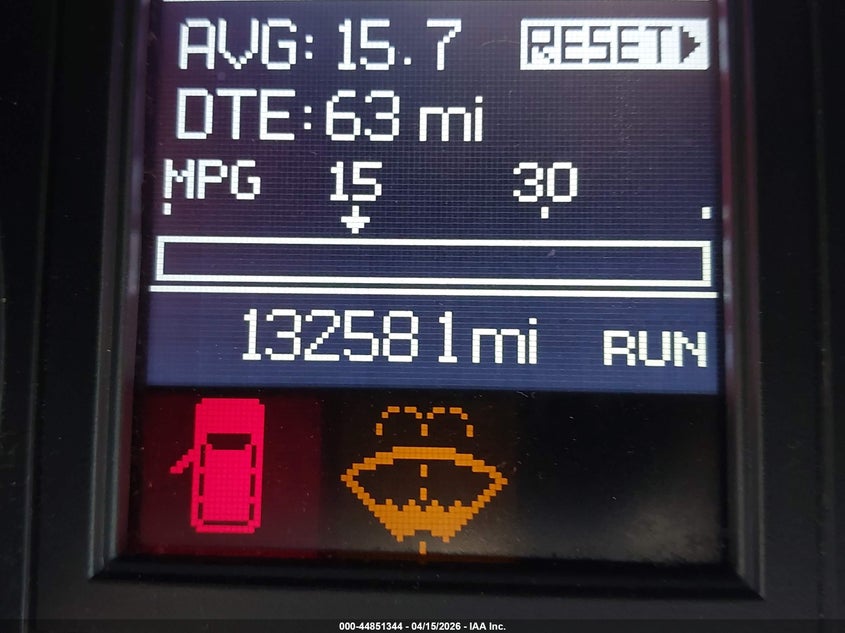 AVG: 15.7 RESET
DTE: 63 mi
MPG 15 30
132581 mi RUN
000-44851344 - 04/15/2026 - IAA Inc.